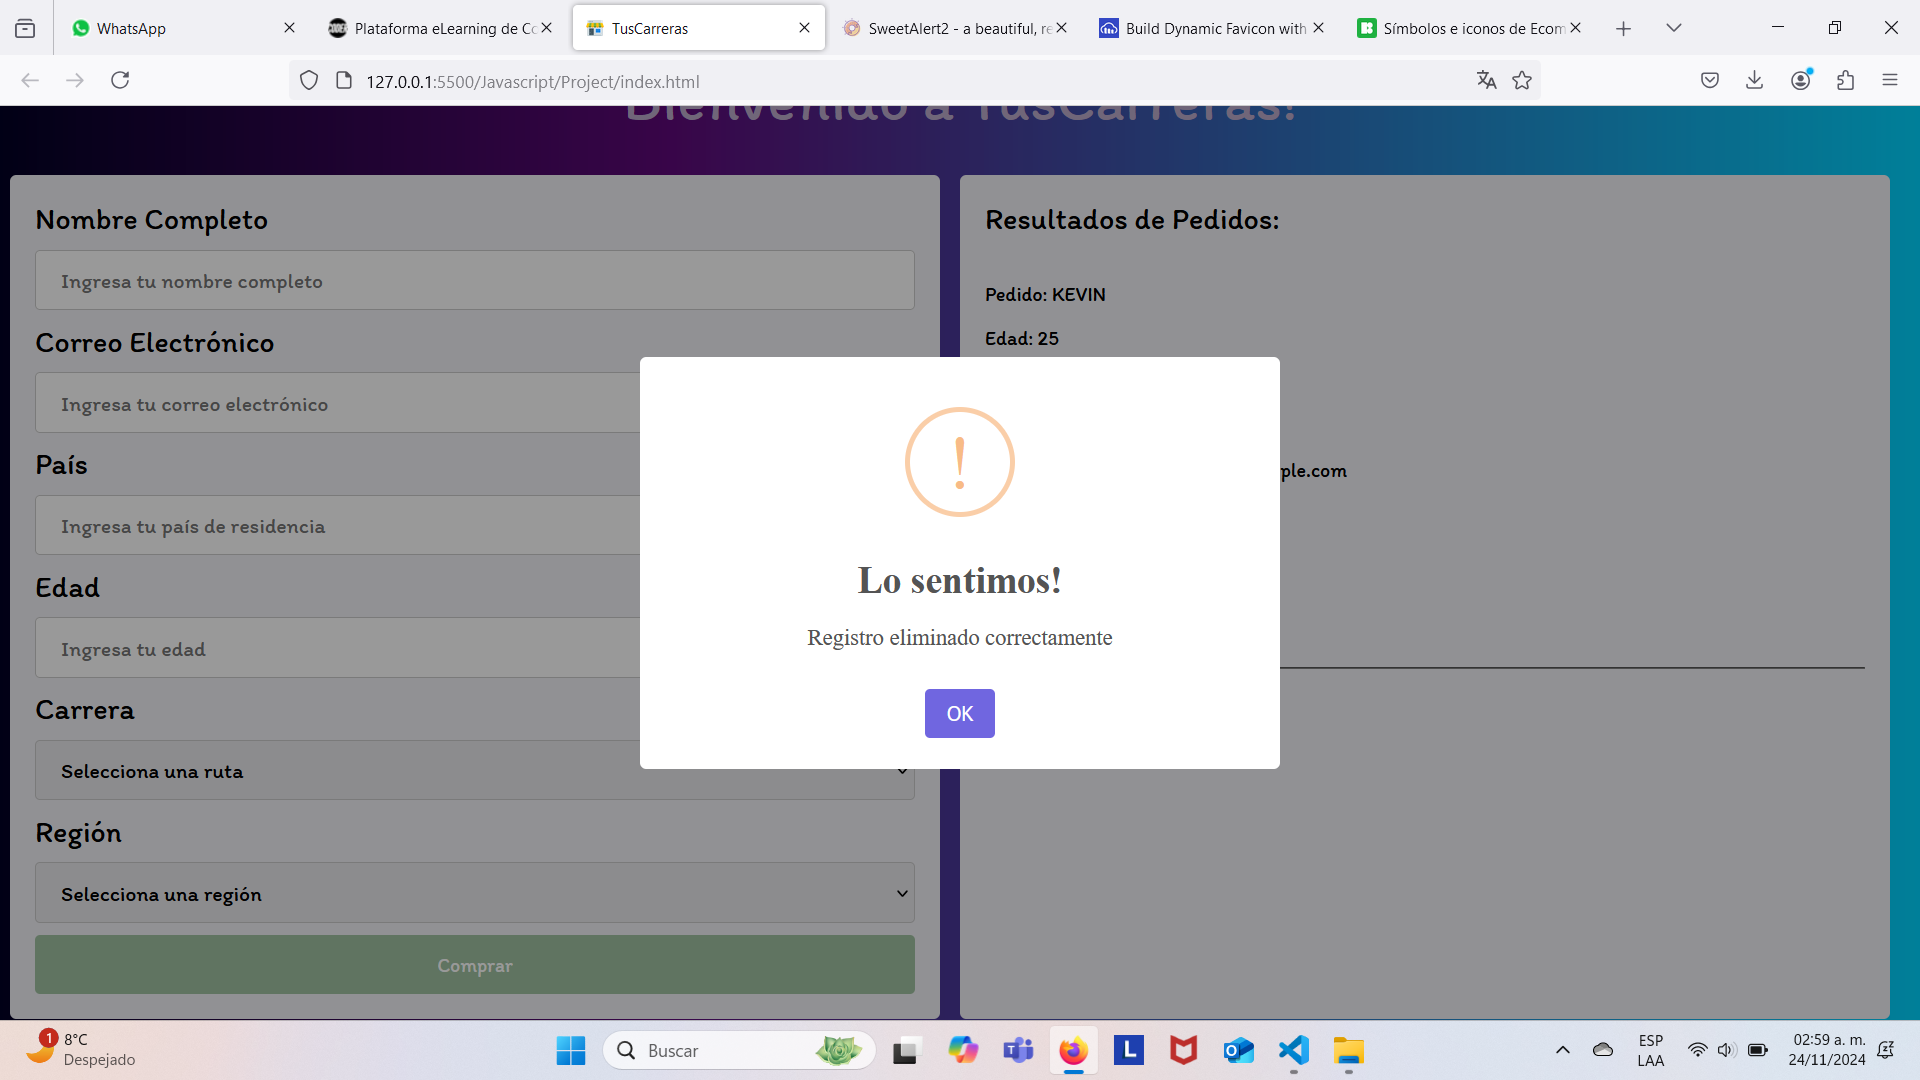 WhatsApp
Plataforma eLearning de Co
TusCarreras
SweetAlert2 - a beautiful, re
Build Dynamic Favicon with
Símbolos e iconos de Ecom
127.0.0.1:5500/Javascript/Project/index.html
Bienvenido a TusCarreras!
Nombre Completo
Ingresa tu nombre completo
Correo Electrónico
Ingresa tu correo electrónico
País
Ingresa tu país de residencia
Edad
Ingresa tu edad
Carrera
Selecciona una ruta
Región
Selecciona una región
Comprar
Resultados de Pedidos:
Pedido: KEVIN
Edad: 25
ple.com
!
Lo sentimos!
Registro eliminado correctamente
OK
1
8°C
Despejado
Buscar
L
ESP
LAA
02:59 a. m.
24/11/2024